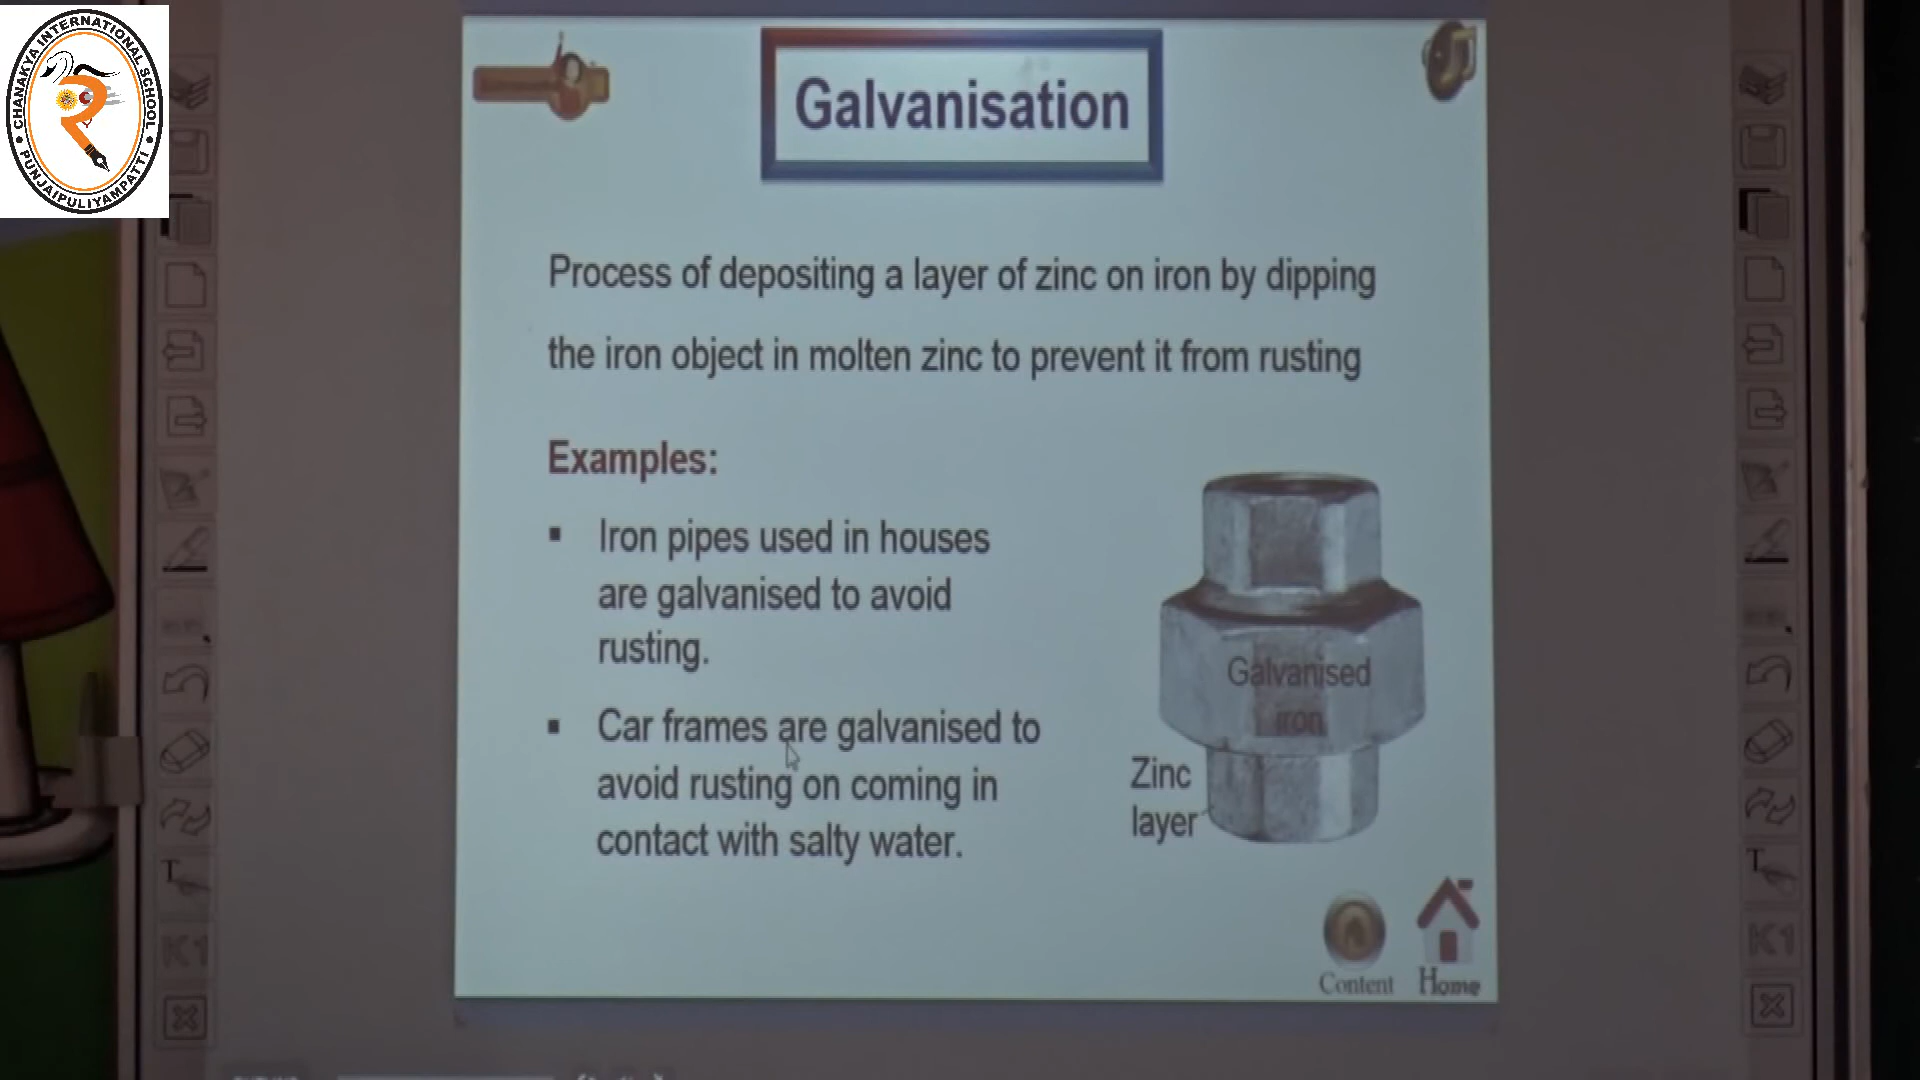 CHANAKYA INTERNATIONAL SCHOOL
PUNJAIPULIYAMPATTI
Galvanisation
Process of depositing a layer of zinc on iron by dipping
the iron object in molten zinc to prevent it from rusting
Examples:
▪ Iron pipes used in houses
are galvanised to avoid
rusting.
▪ Car frames are galvanised to
avoid rusting on coming in
contact with salty water.
Galvanised
iron
Zinc
layer
Content
Home
T
K1
T
K1